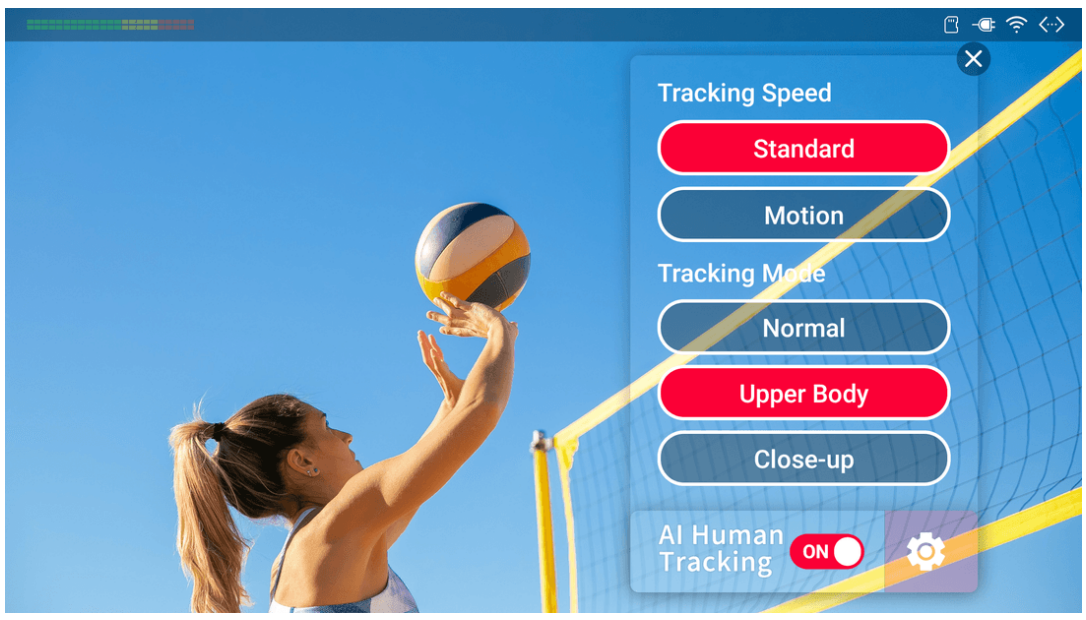 Tracking Speed
Standard
Motion
Tracking Mode
Normal
Upper Body
Close-up
AI Human
Tracking
ON